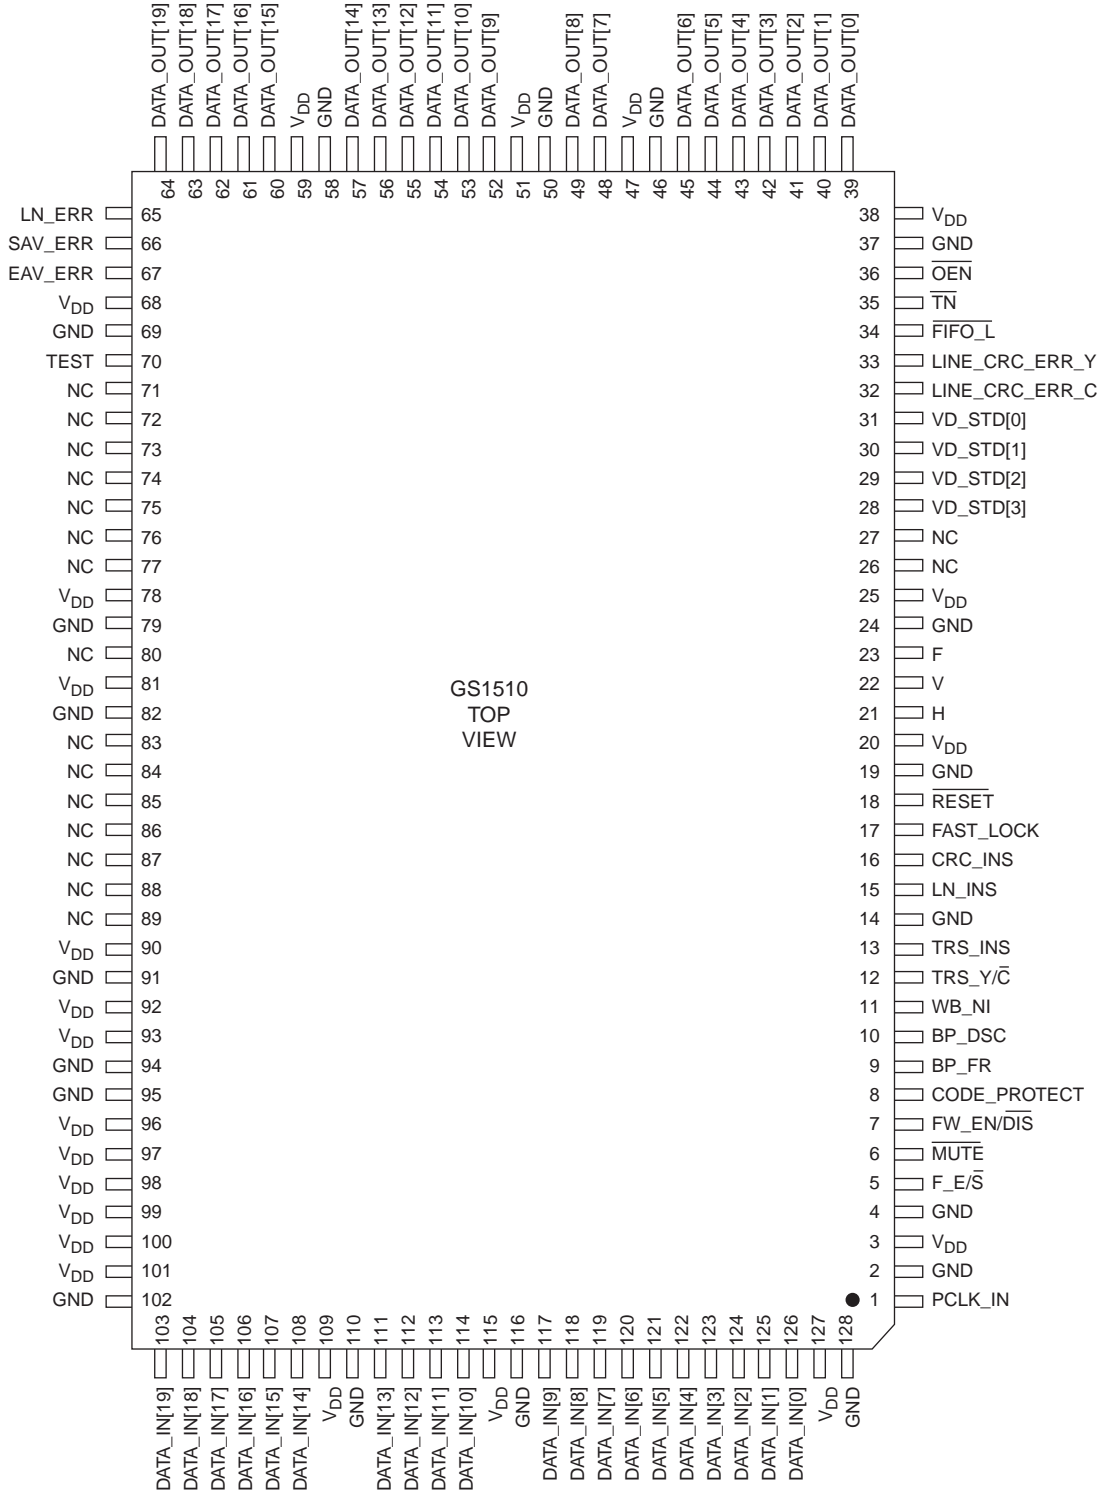 DATA_OUT[19]
DATA_OUT[18]
DATA_OUT[17]
DATA_OUT[16]
DATA_OUT[15]
VDD
GND
DATA_OUT[14]
DATA_OUT[13]
DATA_OUT[12]
DATA_OUT[11]
DATA_OUT[10]
DATA_OUT[9]
VDD
GND
DATA_OUT[8]
DATA_OUT[7]
VDD
GND
DATA_OUT[6]
DATA_OUT[5]
DATA_OUT[4]
DATA_OUT[3]
DATA_OUT[2]
DATA_OUT[1]
DATA_OUT[0]
64 63 62 61 60 59 58 57 56 55 54 53 52 51 50 49 48 47 46 45 44 43 42 41 40 39
LN_ERR 65 38 VDD
SAV_ERR 66 37 GND
EAV_ERR 67 36 OEN
VDD 68 35 TN
GND 69 34 FIFO_L
TEST 70 33 LINE_CRC_ERR_Y
NC 71 32 LINE_CRC_ERR_C
NC 72 31 VD_STD[0]
NC 73 30 VD_STD[1]
NC 74 29 VD_STD[2]
NC 75 28 VD_STD[3]
NC 76 27 NC
NC 77 26 NC
VDD 78 25 VDD
GND 79 24 GND
NC 80 23 F
VDD 81 22 V
GND 82 21 H
NC 83 20 VDD
NC 84 19 GND
NC 85 18 RESET
NC 86 17 FAST_LOCK
NC 87 16 CRC_INS
NC 88 15 LN_INS
NC 89 14 GND
VDD 90 13 TRS_INS
GND 91 12 TRS_Y/C̅
VDD 92 11 WB_NI
VDD 93 10 BP_DSC
GND 94 9 BP_FR
GND 95 8 CODE_PROTECT
VDD 96 7 FW_EN/DIS
VDD 97 6 MUTE
VDD 98 5 F_E/S̅
VDD 99 4 GND
VDD 100 3 VDD
VDD 101 2 GND
GND 102 1 PCLK_IN
GS1510
TOP
VIEW
103 104 105 106 107 108 109 110 111 112 113 114 115 116 117 118 119 120 121 122 123 124 125 126 127 128
DATA_IN[19]
DATA_IN[18]
DATA_IN[17]
DATA_IN[16]
DATA_IN[15]
DATA_IN[14]
VDD
GND
DATA_IN[13]
DATA_IN[12]
DATA_IN[11]
DATA_IN[10]
VDD
GND
DATA_IN[9]
DATA_IN[8]
DATA_IN[7]
DATA_IN[6]
DATA_IN[5]
DATA_IN[4]
DATA_IN[3]
DATA_IN[2]
DATA_IN[1]
DATA_IN[0]
VDD
GND